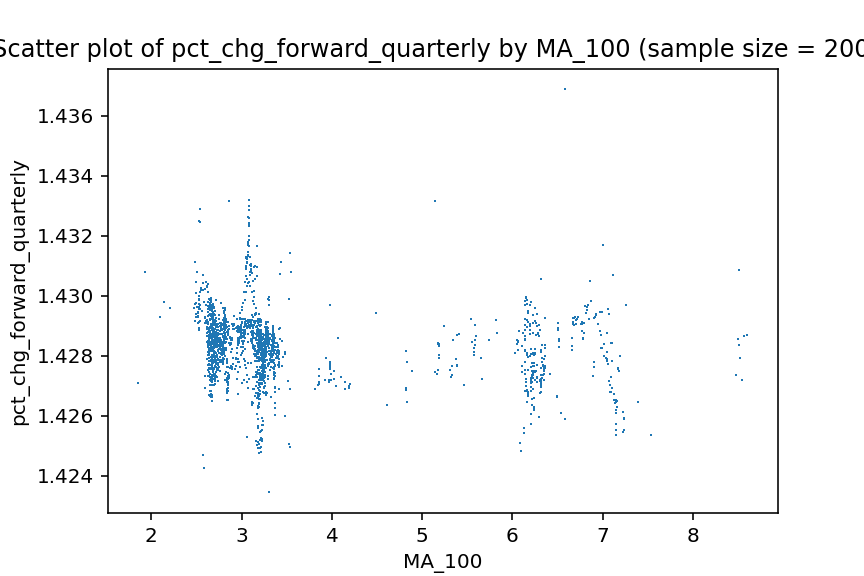 Scatter plot of pct_chg_forward_quarterly by MA_100 (sample size = 200
1.436
1.434
1.432
1.430
1.428
1.426
1.424
pct_chg_forward_quarterly
2 3 4 5 6 7 8
MA_100